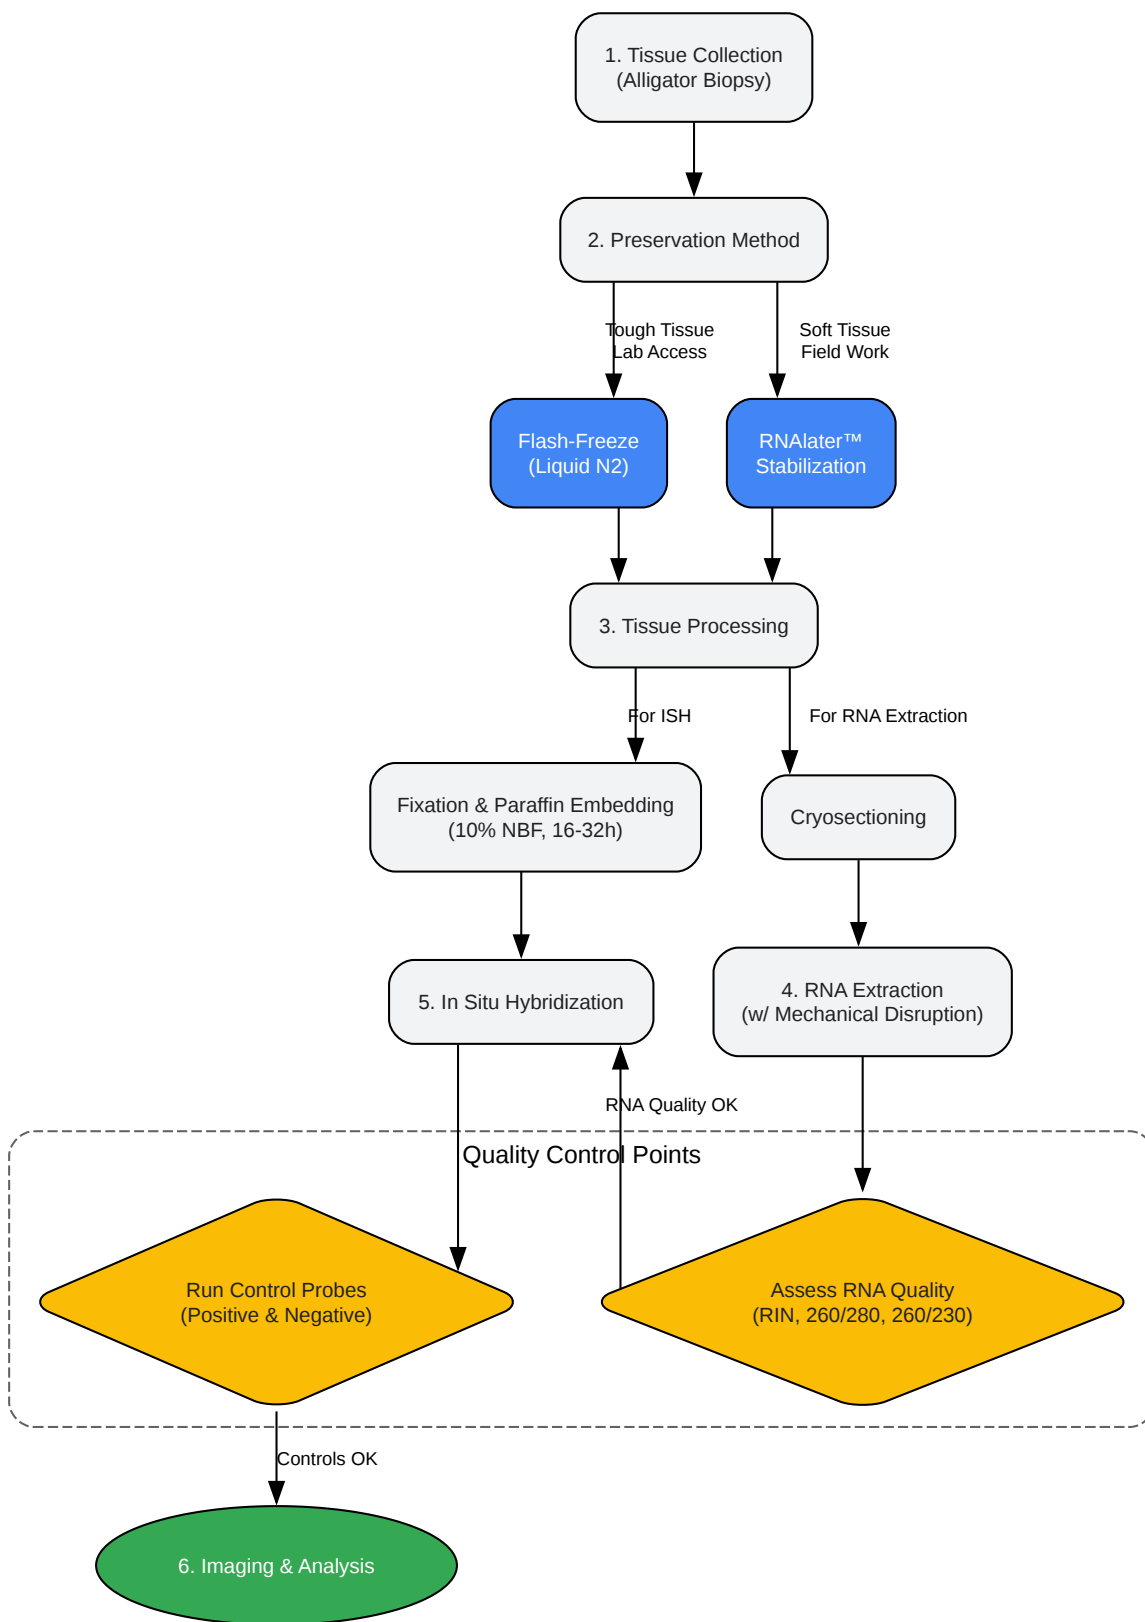 1. Tissue Collection
(Alligator Biopsy)
2. Preservation Method
Tough Tissue
Lab Access
Soft Tissue
Field Work
Flash-Freeze
(Liquid N2)
RNAlater™
Stabilization
3. Tissue Processing
For ISH
For RNA Extraction
Fixation & Paraffin Embedding
(10% NBF, 16-32h)
Cryosectioning
5. In Situ Hybridization
4. RNA Extraction
(w/ Mechanical Disruption)
RNA Quality OK
Quality Control Points
Run Control Probes
(Positive & Negative)
Assess RNA Quality
(RIN, 260/280, 260/230)
Controls OK
6. Imaging & Analysis